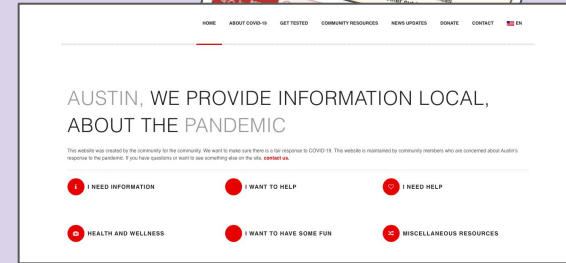 HOME ABOUT COVID-19 GET TESTED COMMUNITY RESOURCES NEWS UPDATES DONATE CONTACT EN
AUSTIN, WE PROVIDE INFORMATION LOCAL,
ABOUT THE PANDEMIC
This website was created by the community for the community. We want to make sure there is a fair response to COVID-19. This website is maintained by community members who are concerned about Austin's
response to the pandemic. If you have questions or want to see something else on the site, contact us.
I NEED INFORMATION I WANT TO HELP I NEED HELP
HEALTH AND WELLNESS I WANT TO HAVE SOME FUN MISCELLANEOUS RESOURCES